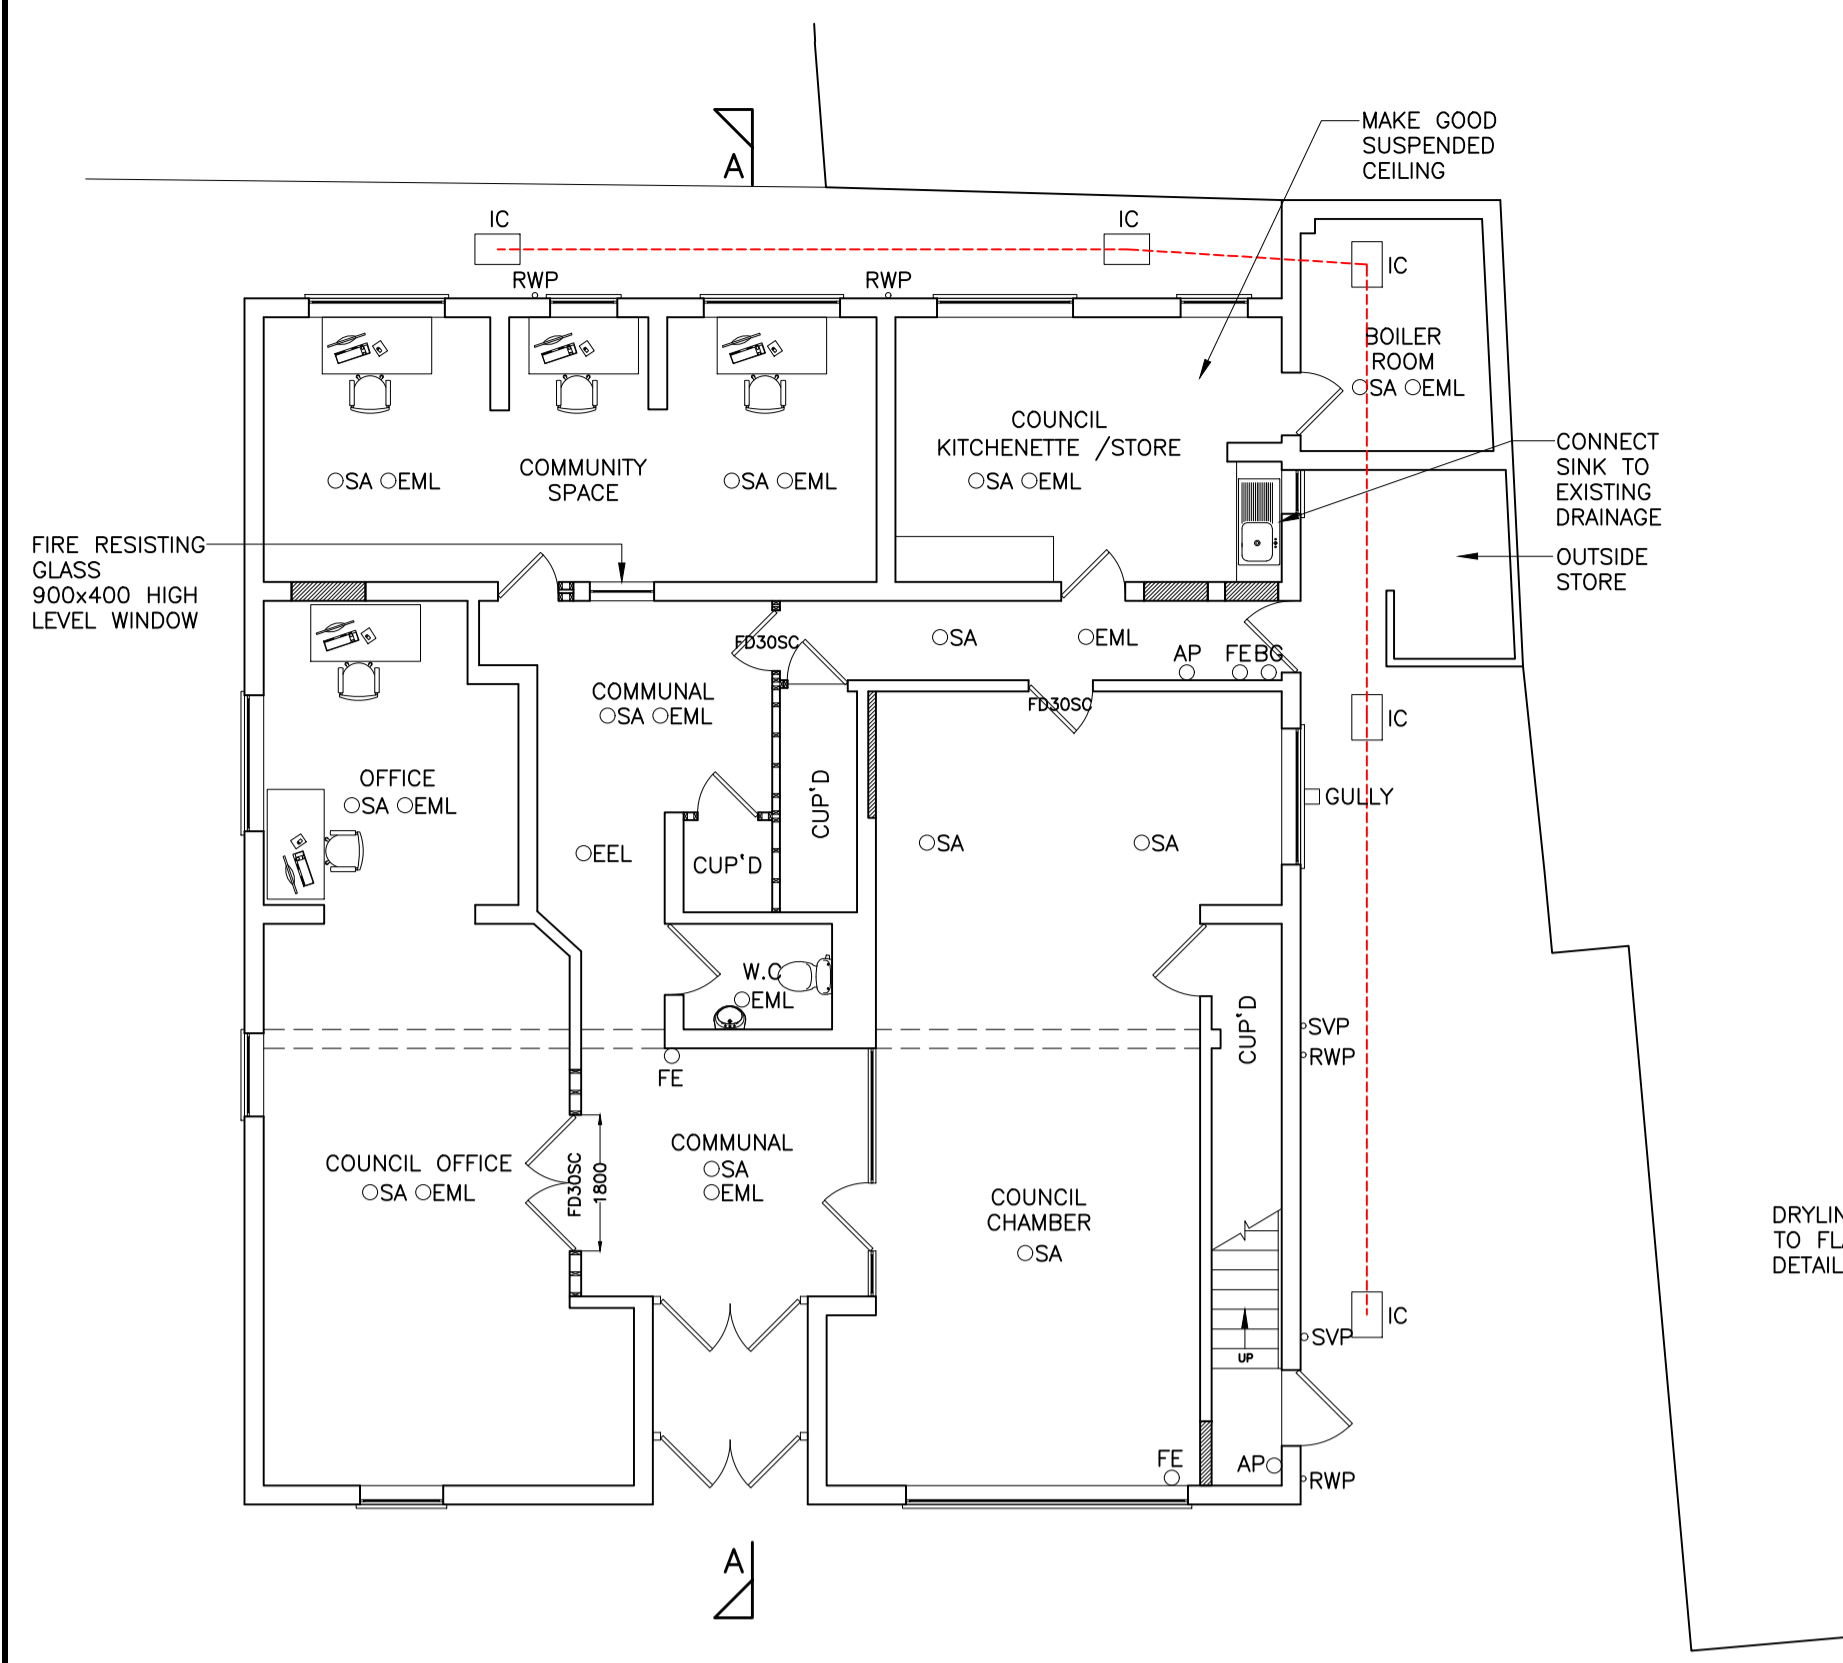 MAKE GOOD
SUSPENDED
CEILING
A
IC
IC
IC
RWP
RWP
BOILER
ROOM
SA EML
COUNCIL
KITCHENETTE /STORE
SA EML
COMMUNITY
SPACE
SA EML
SA EML
CONNECT
SINK TO
EXISTING
DRAINAGE
OUTSIDE
STORE
FIRE RESISTING
GLASS
900x400 HIGH
LEVEL WINDOW
FD30SC
SA
EML
AP
FE
BG
COMMUNAL
SA EML
FD30SC
IC
OFFICE
SA EML
CUP'D
GULLY
EEL
CUP'D
SA
SA
W.C
EML
CUP'D
SVP
RWP
FE
COMMUNAL
SA
EML
COUNCIL OFFICE
SA EML
FD30SC
1800
COUNCIL
CHAMBER
SA
DRYLIN
TO FLA
DETAIL
IC
SVP
UP
FE
AP
RWP
A